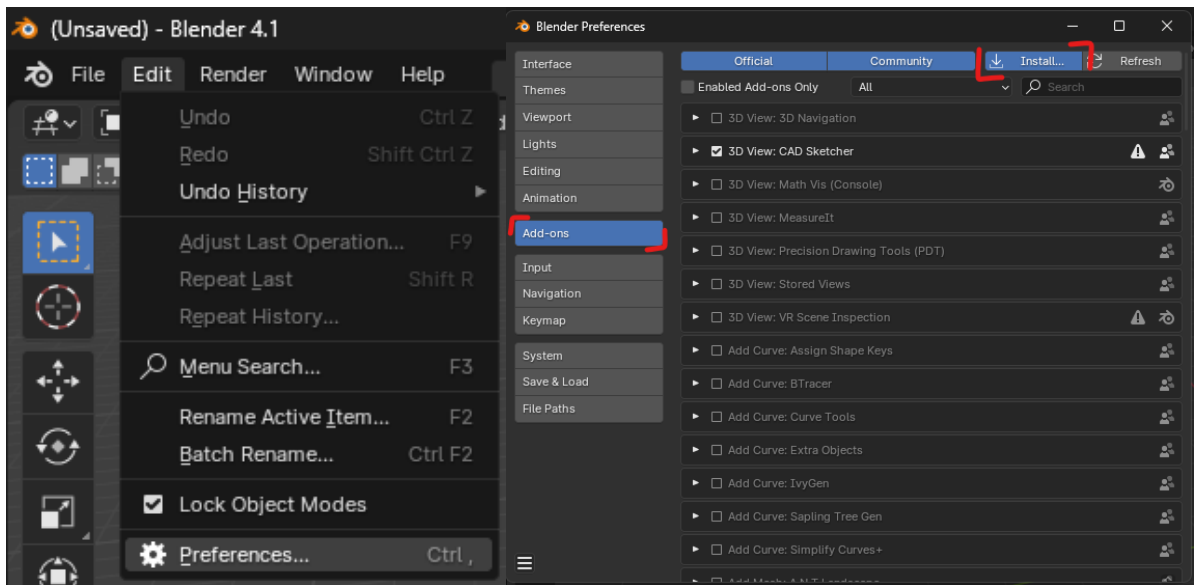 (Unsaved) - Blender 4.1
File Edit Render Window Help
Undo Ctrl Z
Redo Shift Ctrl Z
Undo History
Adjust Last Operation... F9
Repeat Last Shift R
Repeat History...
Menu Search... F3
Rename Active Item... F2
Batch Rename... Ctrl F2
Lock Object Modes
Preferences... Ctrl ,
Blender Preferences
Interface
Themes
Viewport
Lights
Editing
Animation
Add-ons
Input
Navigation
Keymap
System
Save & Load
File Paths
Official Community Install... Refresh
Enabled Add-ons Only All Search
3D View: 3D Navigation
3D View: CAD Sketcher
3D View: Math Vis (Console)
3D View: MeasureIt
3D View: Precision Drawing Tools (PDT)
3D View: Stored Views
3D View: VR Scene Inspection
Add Curve: Assign Shape Keys
Add Curve: BTracer
Add Curve: Curve Tools
Add Curve: Extra Objects
Add Curve: IvyGen
Add Curve: Sapling Tree Gen
Add Curve: Simplify Curves+
Add Mesh: A.N.T.Landscape